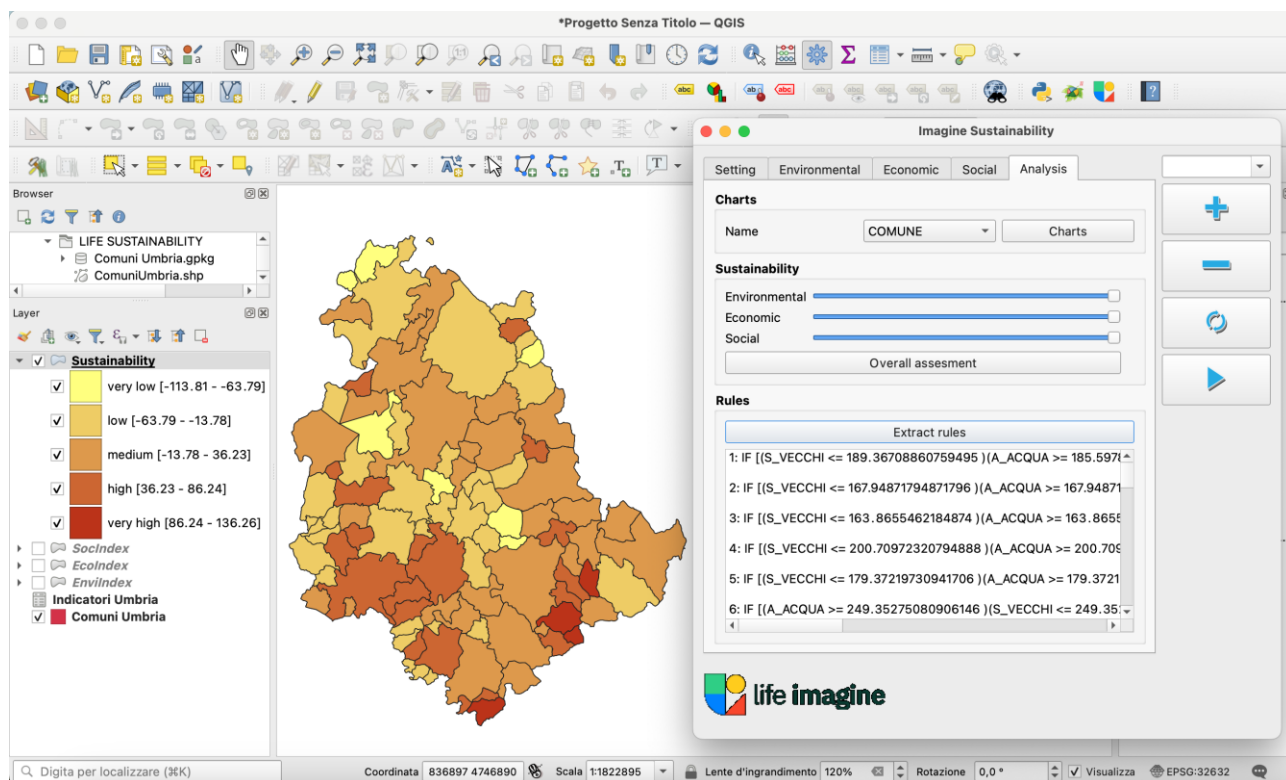 *Progetto Senza Titolo — QGIS
Browser
LIFE SUSTAINABILITY
Comuni Umbria.gpkg
ComuniUmbria.shp
Layer
Sustainability
very low [-113.81 - -63.79]
low [-63.79 - -13.78]
medium [-13.78 - 36.23]
high [36.23 - 86.24]
very high [86.24 - 136.26]
SocIndex
EcoIndex
EnviIndex
Indicatori Umbria
Comuni Umbria
Imagine Sustainability
Setting Environmental Economic Social Analysis
Charts
Name COMUNE Charts
Sustainability
Environmental
Economic
Social
Overall assesment
Rules
Extract rules
1: IF [(S_VECCHI <= 189.36708860759495 )(A_ACQUA >= 185.5978
2: IF [(S_VECCHI <= 167.94871794871796 )(A_ACQUA >= 167.94871
3: IF [(S_VECCHI <= 163.8655462184874 )(A_ACQUA >= 163.8655
4: IF [(S_VECCHI <= 200.70972320794888 )(A_ACQUA >= 200.709
5: IF [(S_VECCHI <= 179.37219730941706 )(A_ACQUA >= 179.3721
6: IF [(A_ACQUA >= 249.35275080906146 )(S_VECCHI <= 249.35
life imagine
Digita per localizzare (⌘K) Coordinata 836897 4746890 Scala 1:1822895 Lente d'ingrandimento 120% Rotazione 0,0 ° Visualizza EPSG:32632